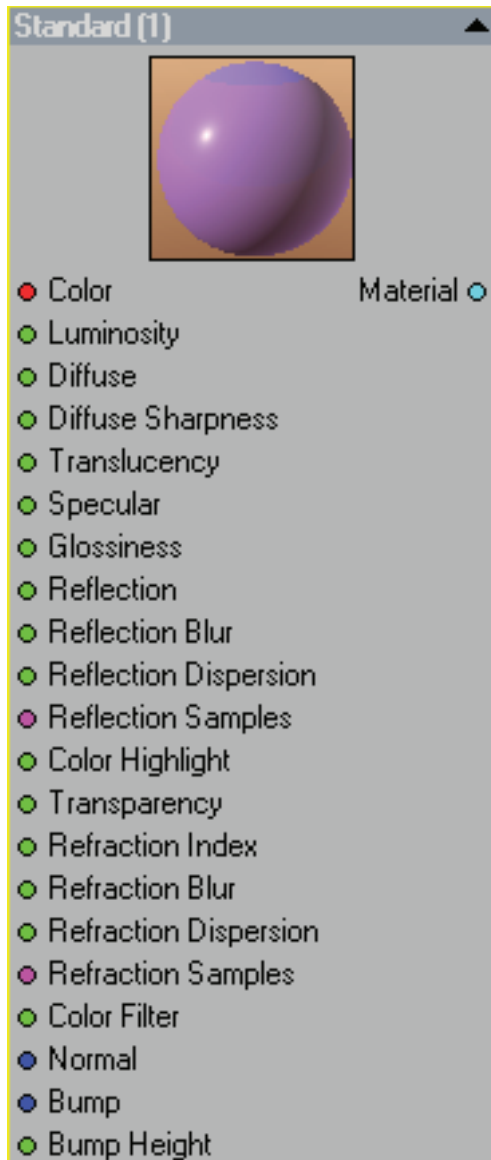 Standard (1)
Color Material
Luminosity
Diffuse
Diffuse Sharpness
Translucency
Specular
Glossiness
Reflection
Reflection Blur
Reflection Dispersion
Reflection Samples
Color Highlight
Transparency
Refraction Index
Refraction Blur
Refraction Dispersion
Refraction Samples
Color Filter
Normal
Bump
Bump Height